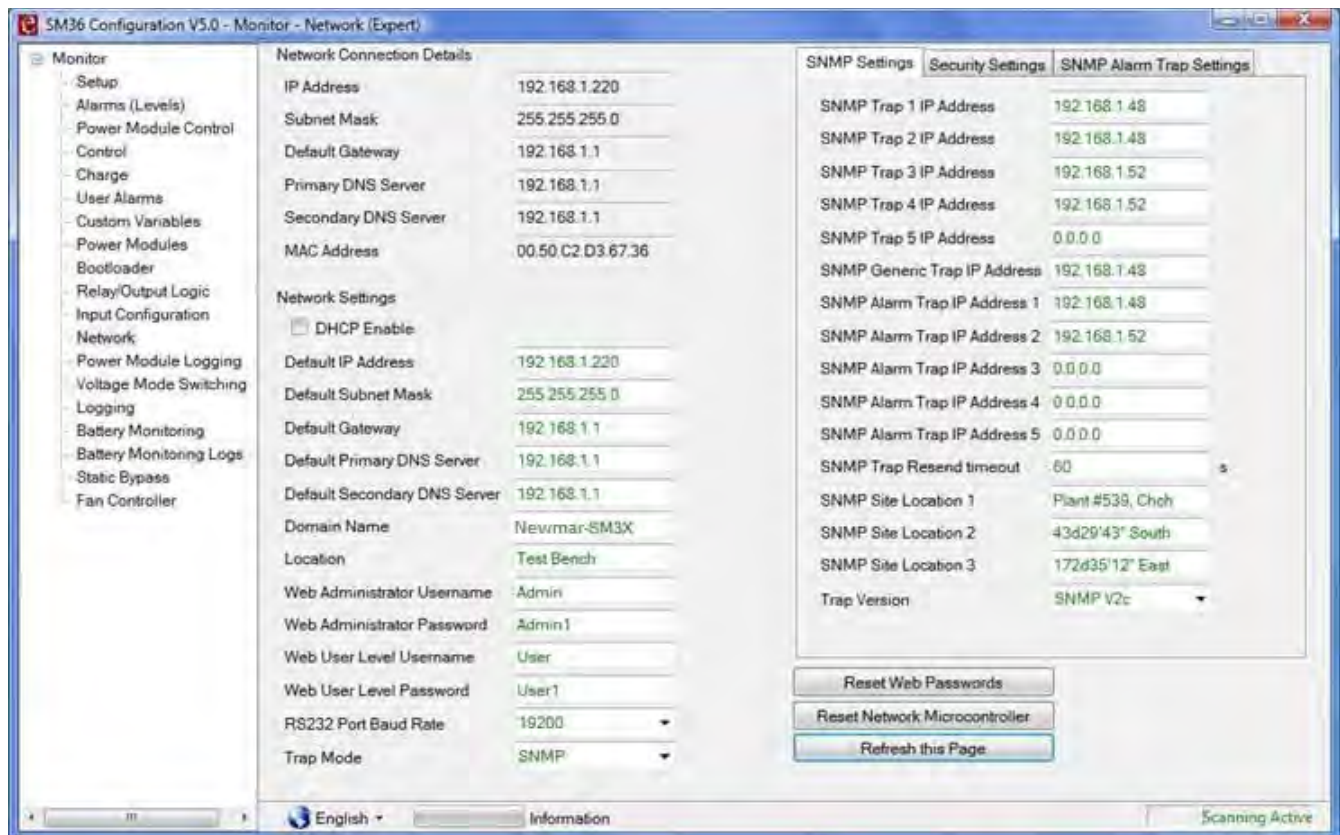 SM36 Configuration V5.0 - Monitor - Network (Expert)
Monitor
Setup
Alarms (Levels)
Power Module Control
Control
Charge
User Alarms
Custom Variables
Power Modules
Bootloader
Relay/Output Logic
Input Configuration
Network
Power Module Logging
Voltage Mode Switching
Logging
Battery Monitoring
Battery Monitoring Logs
Static Bypass
Fan Controller
Network Connection Details
IP Address 192.168.1.220
Subnet Mask 255.255.255.0
Default Gateway 192.168.1.1
Primary DNS Server 192.168.1.1
Secondary DNS Server 192.168.1.1
MAC Address 00.50.C2.D3.67.36
Network Settings
DHCP Enable
Default IP Address 192.168.1.220
Default Subnet Mask 255.255.255.0
Default Gateway 192.168.1.1
Default Primary DNS Server 192.168.1.1
Default Secondary DNS Server 192.168.1.1
Domain Name Newmar-SM3X
Location Test Bench
Web Administrator Username Admin
Web Administrator Password Admin1
Web User Level Username User
Web User Level Password User1
RS232 Port Baud Rate 19200
Trap Mode SNMP
SNMP Settings Security Settings SNMP Alarm Trap Settings
SNMP Trap 1 IP Address 192.168.1.48
SNMP Trap 2 IP Address 192.168.1.48
SNMP Trap 3 IP Address 192.168.1.52
SNMP Trap 4 IP Address 192.168.1.52
SNMP Trap 5 IP Address 0.0.0.0
SNMP Generic Trap IP Address 192.168.1.48
SNMP Alarm Trap IP Address 1 192.168.1.48
SNMP Alarm Trap IP Address 2 192.168.1.52
SNMP Alarm Trap IP Address 3 0.0.0.0
SNMP Alarm Trap IP Address 4 0.0.0.0
SNMP Alarm Trap IP Address 5 0.0.0.0
SNMP Trap Resend timeout 60 s
SNMP Site Location 1 Plant #539, Chch
SNMP Site Location 2 43d29'43" South
SNMP Site Location 3 172d35'12" East
Trap Version SNMP V2c
Reset Web Passwords
Reset Network Microcontroller
Refresh this Page
English Information Scanning Active